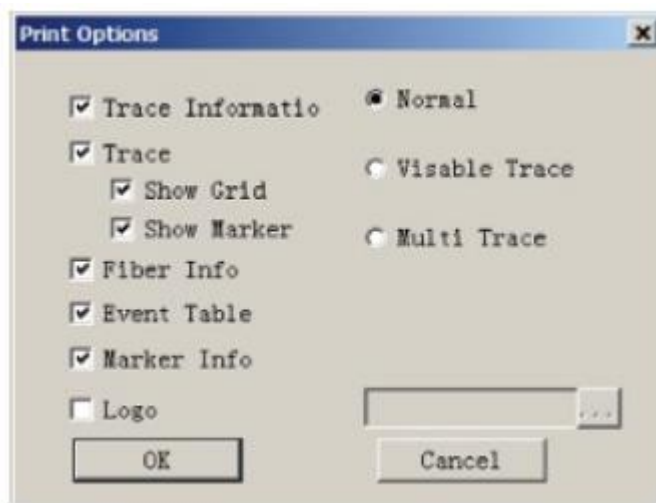 Print Options
Trace Informatio
Normal
Trace
Visable Trace
Show Grid
Show Marker
Multi Trace
Fiber Info
Event Table
Marker Info
Logo
...
OK
Cancel